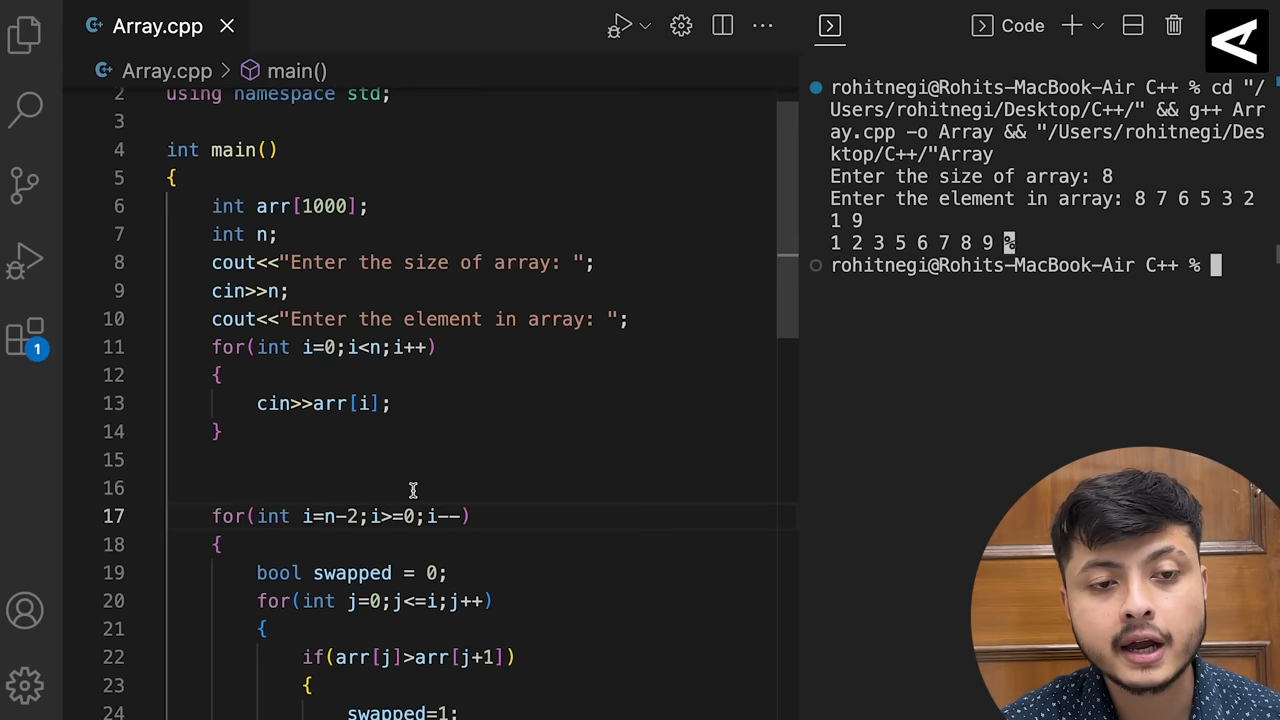 Array.cpp
Code
Array.cpp > main()
2 using namespace std;
3
4 int main()
5 {
6 int arr[1000];
7 int n;
8 cout<<"Enter the size of array: ";
9 cin>>n;
10 cout<<"Enter the element in array: ";
11 for(int i=0;i<n;i++)
12 {
13 cin>>arr[i];
14 }
15
16
17 for(int i=n-2;i>=0;i--)
18 {
19 bool swapped = 0;
20 for(int j=0;j<=i;j++)
21 {
22 if(arr[j]>arr[j+1])
23 {
24 swapped=1;
1
rohitnegi@Rohits-MacBook-Air C++ % cd "/
Users/rohitnegi/Desktop/C++/" && g++ Arr
ay.cpp -o Array && "/Users/rohitnegi/Des
ktop/C++/"Array
Enter the size of array: 8
Enter the element in array: 8 7 6 5 3 2
1 9
1 2 3 5 6 7 8 9 %
rohitnegi@Rohits-MacBook-Air C++ %